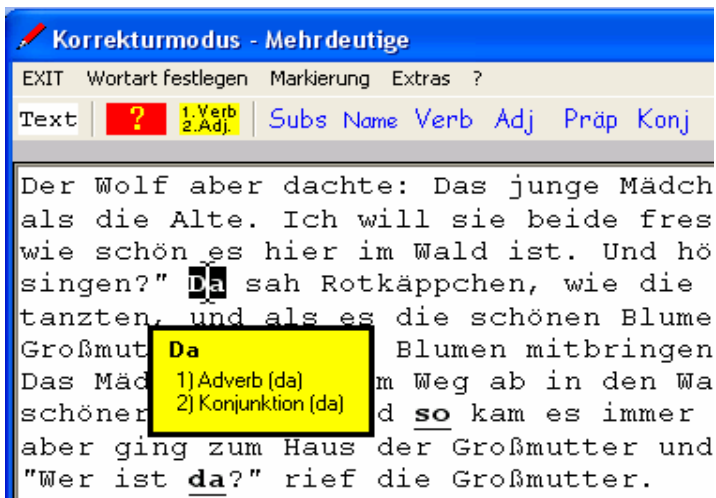 Korrekturmodus - Mehrdeutige
EXIT Wortart festlegen Markierung Extras ?
Text ? 1.Verb 2.Adj. Subs Name Verb Adj Präp Konj
Der Wolf aber dachte: Das junge Mädch
als die Alte. Ich will sie beide fres
wie schön es hier im Wald ist. Und hö
singen?" Da sah Rotkäppchen, wie die
tanzten, und als es die schönen Blume
Großmut Blumen mitbringen
Da
1) Adverb (da)
2) Konjunktion (da)
Das Mäd m Weg ab in den Wa
schöner d so kam es immer
aber ging zum Haus der Großmutter und
"Wer ist da?" rief die Großmutter.